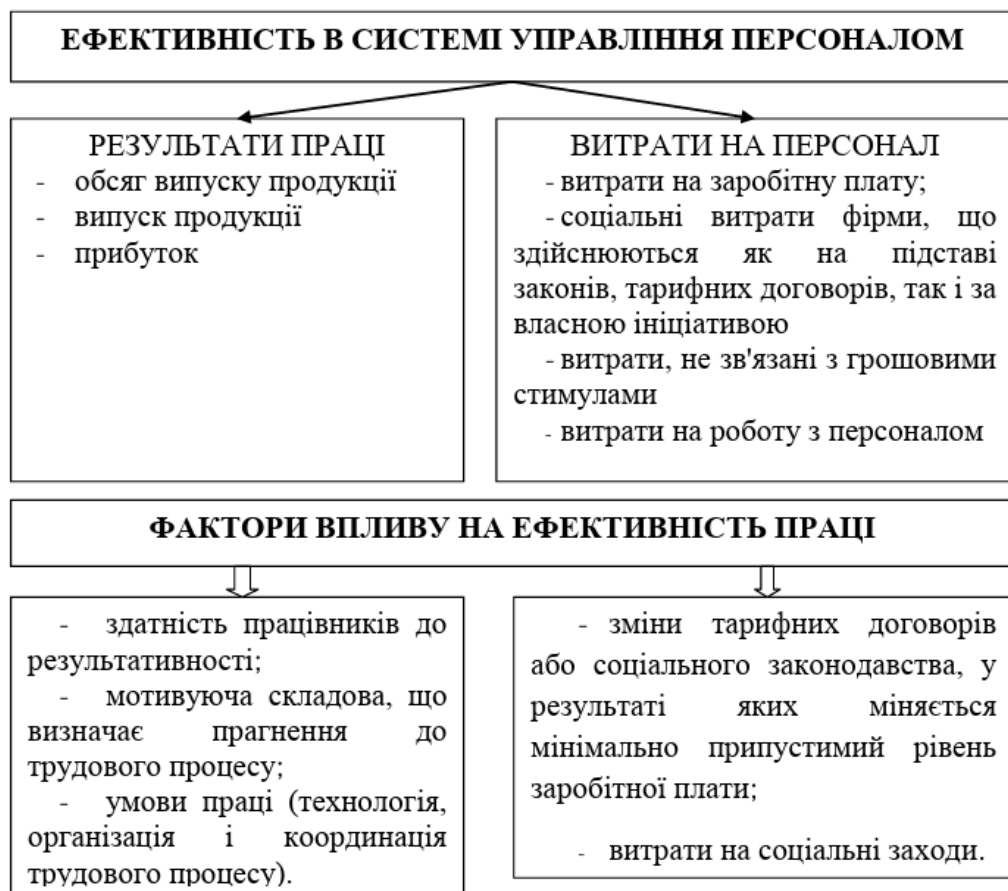 ЕФЕКТИВНІСТЬ В СИСТЕМІ УПРАВЛІННЯ ПЕРСОНАЛОМ
РЕЗУЛЬТАТИ ПРАЦІ
- обсяг випуску продукції
- випуск продукції
- прибуток
ВИТРАТИ НА ПЕРСОНАЛ
- витрати на заробітну плату;
- соціальні витрати фірми, що
здійснюються як на підставі
законів, тарифних договорів, так і за
власною ініціативою
- витрати, не зв'язані з грошовими
стимулами
- витрати на роботу з персоналом
ФАКТОРИ ВПЛИВУ НА ЕФЕКТИВНІСТЬ ПРАЦІ
- здатність працівників до
результативності;
- мотивуюча складова, що
визначає прагнення до
трудового процесу;
- умови праці (технологія,
організація і координація
трудового процесу).
- зміни тарифних договорів
або соціального законодавства, у
результаті яких міняється
мінімально припустимий рівень
заробітної плати;
- витрати на соціальні заходи.